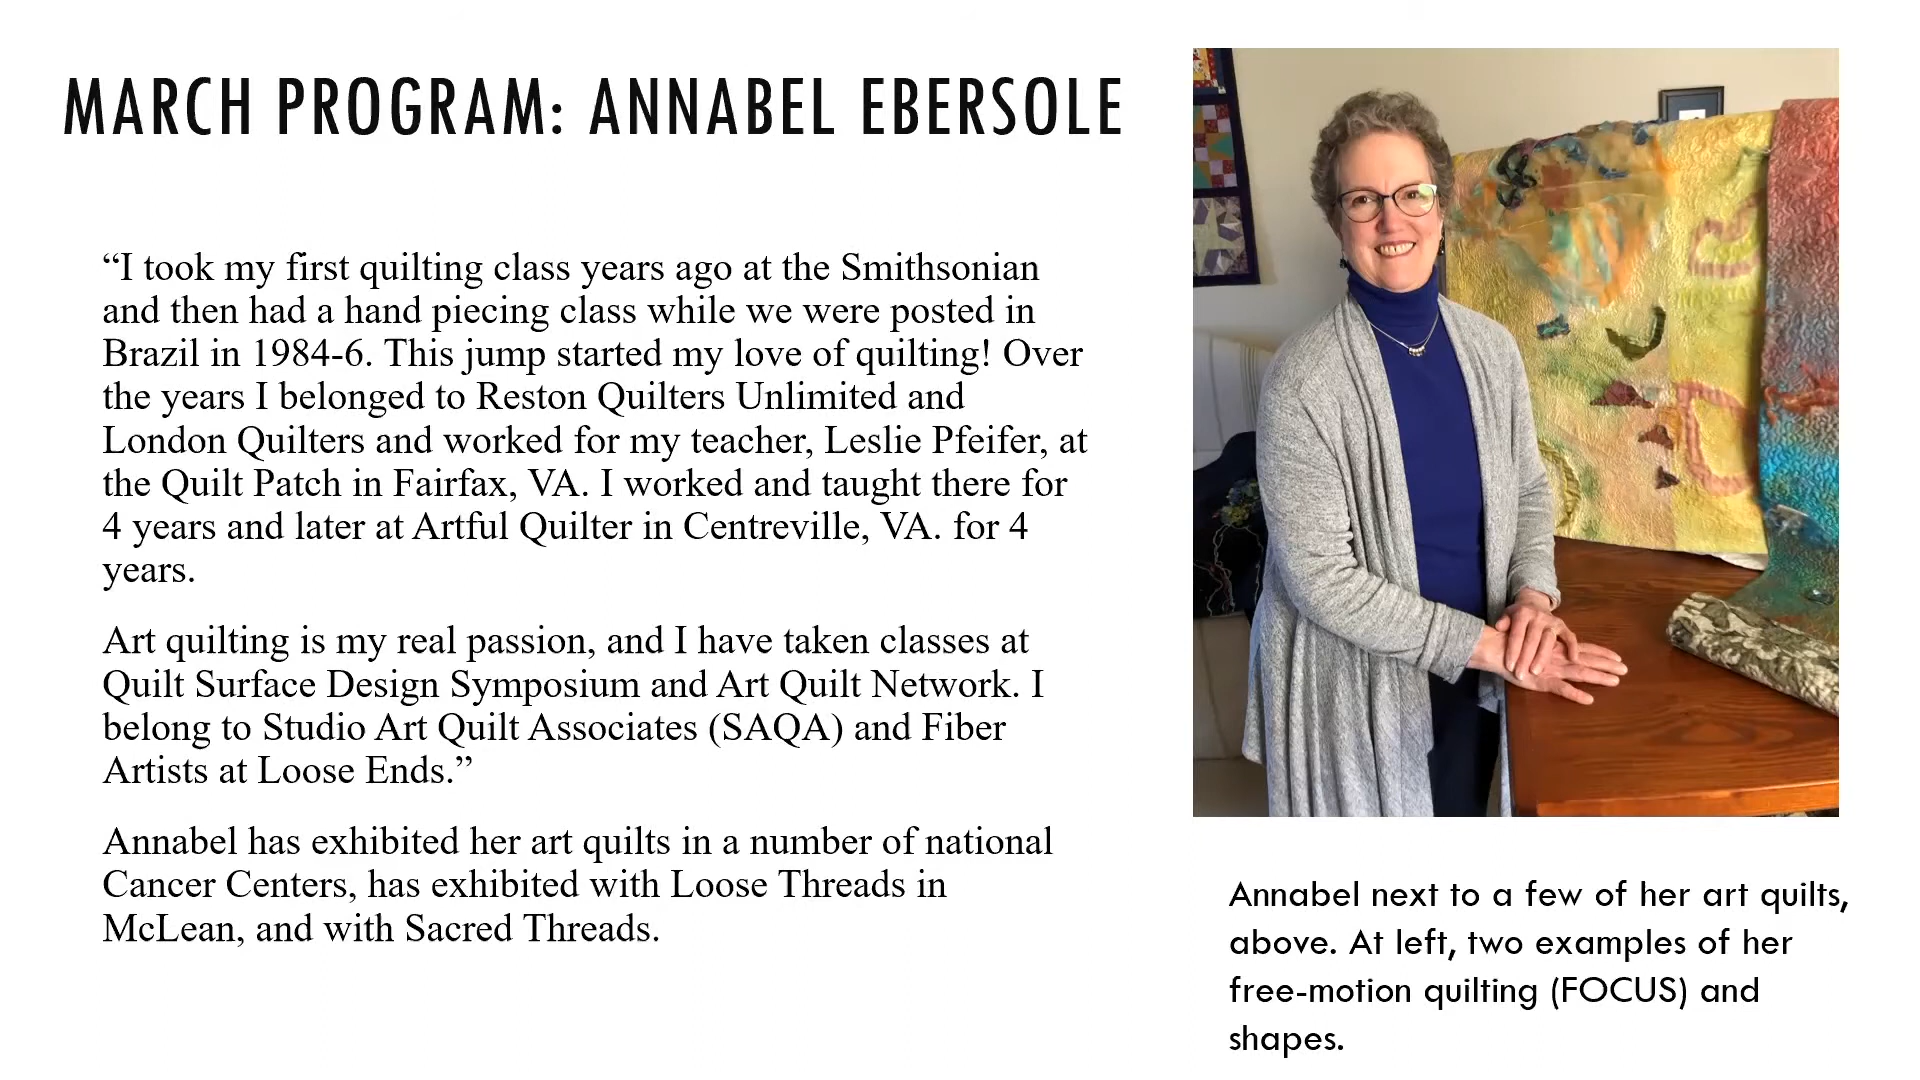 MARCH PROGRAM: ANNABEL EBERSOLE
“I took my first quilting class years ago at the Smithsonian
and then had a hand piecing class while we were posted in
Brazil in 1984-6. This jump started my love of quilting! Over
the years I belonged to Reston Quilters Unlimited and
London Quilters and worked for my teacher, Leslie Pfeifer, at
the Quilt Patch in Fairfax, VA. I worked and taught there for
4 years and later at Artful Quilter in Centreville, VA. for 4
years.
Art quilting is my real passion, and I have taken classes at
Quilt Surface Design Symposium and Art Quilt Network. I
belong to Studio Art Quilt Associates (SAQA) and Fiber
Artists at Loose Ends.”
Annabel has exhibited her art quilts in a number of national
Cancer Centers, has exhibited with Loose Threads in
McLean, and with Sacred Threads.
Annabel next to a few of her art quilts,
above. At left, two examples of her
free-motion quilting (FOCUS) and
shapes.